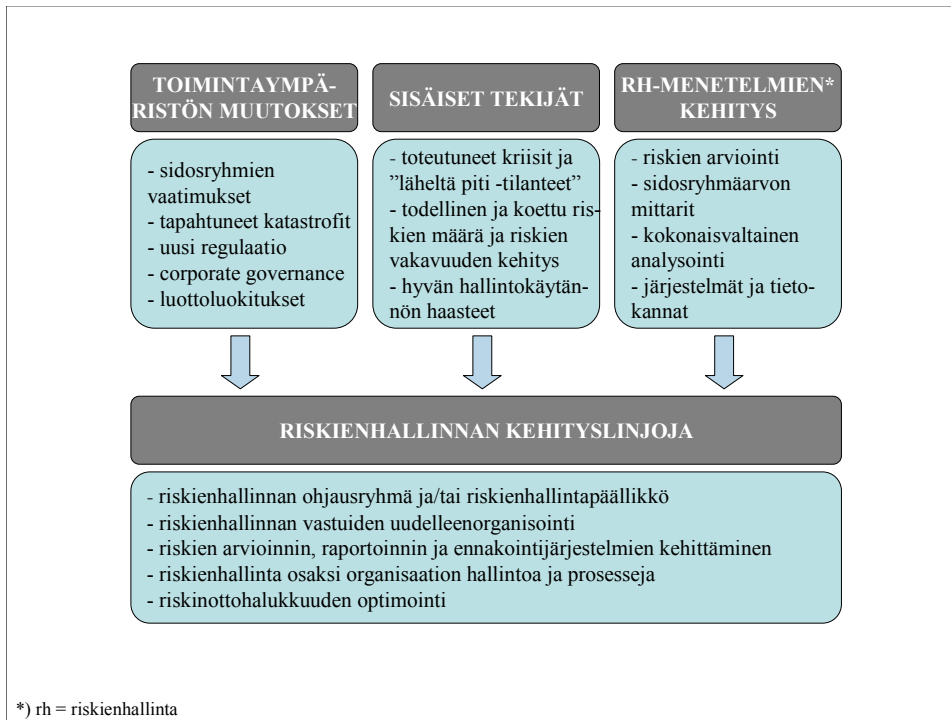 TOIMINTAYMPÄ-
RISTÖN MUUTOKSET
- sidosryhmien
vaatimukset
- tapahtuneet katastrofit
- uusi regulaatio
- corporate governance
- luottoluokitukset
SISÄISET TEKIJÄT
- toteutuneet kriisit ja
”läheltä piti -tilanteet”
- todellinen ja koettu ris-
kien määrä ja riskien
vakavuuden kehitys
- hyvän hallintokäytän-
nön haasteet
RH-MENETELMIEN*
KEHITYS
- riskien arviointi
- sidosryhmäarvon
mittarit
- kokonaisvaltainen
analysointi
- järjestelmät ja tieto-
kannat
RISKIENHALLINNAN KEHITYSLINJOJA
- riskienhallinnan ohjausryhmä ja/tai riskienhallintapäällikkö
- riskienhallinnan vastuiden uudelleenorganisointi
- riskien arvioinnin, raportoinnin ja ennakointijärjestelmien kehittäminen
- riskienhallinta osaksi organisaation hallintoa ja prosesseja
- riskinottohalukkuuden optimointi
*) rh = riskienhallinta